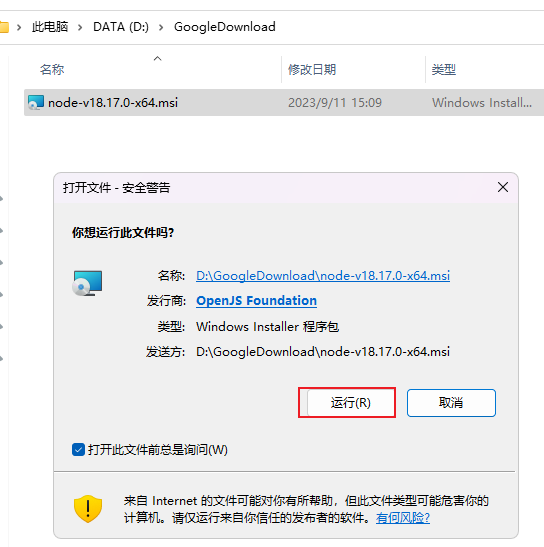 此电脑 > DATA (D:) > GoogleDownload
名称 修改日期 类型
node-v18.17.0-x64.msi 2023/9/11 15:09 Windows Install...
打开文件 - 安全警告
你想运行此文件吗?
名称: D:\GoogleDownload\node-v18.17.0-x64.msi
发行商: OpenJS Foundation
类型: Windows Installer 程序包
发送方: D:\GoogleDownload\node-v18.17.0-x64.msi
运行(R) 取消
打开此文件前总是询问(W)
来自 Internet 的文件可能对你有所帮助，但此文件类型可能危害你的
计算机。请仅运行来自你信任的发布者的软件。有何风险?